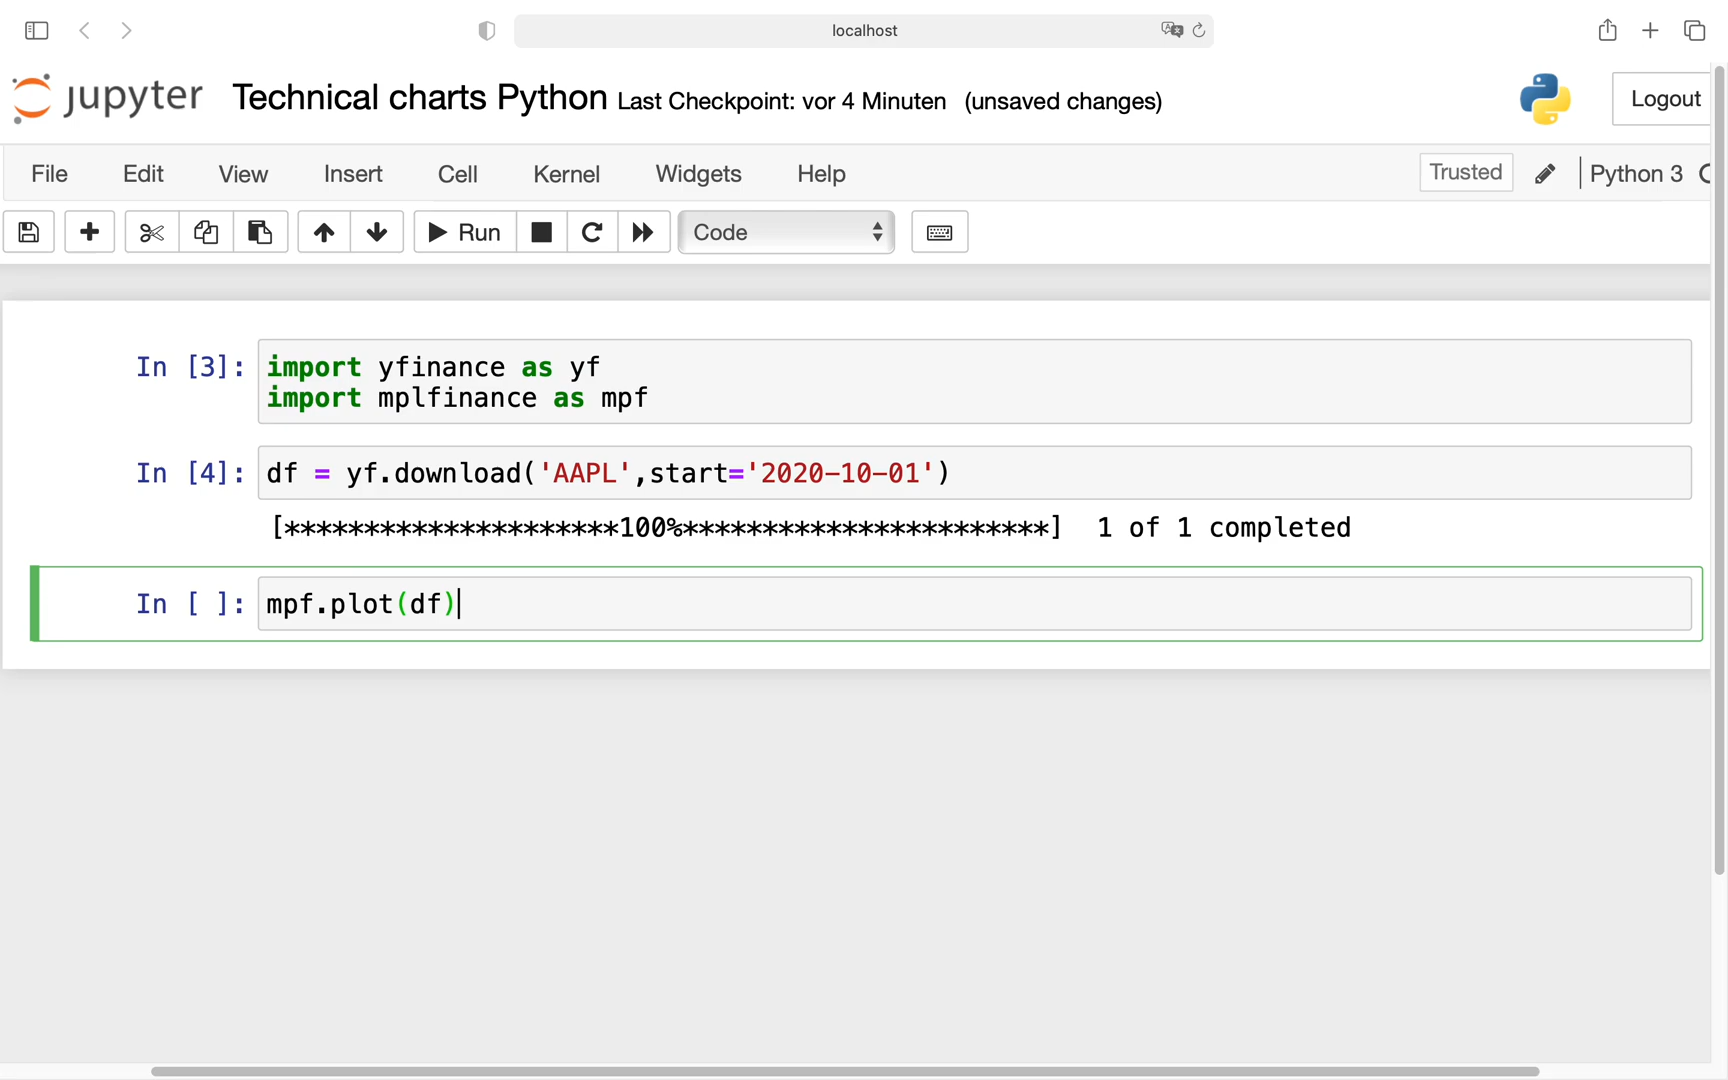 localhost
jupyter Technical charts Python Last Checkpoint: vor 4 Minuten (unsaved changes)
Logout
File Edit View Insert Cell Kernel Widgets Help Trusted Python 3
Run Code
In [3]: import yfinance as yf
import mplfinance as mpf
In [4]: df = yf.download('AAPL',start='2020-10-01')
[*********************100%***********************] 1 of 1 completed
In [ ]: mpf.plot(df)